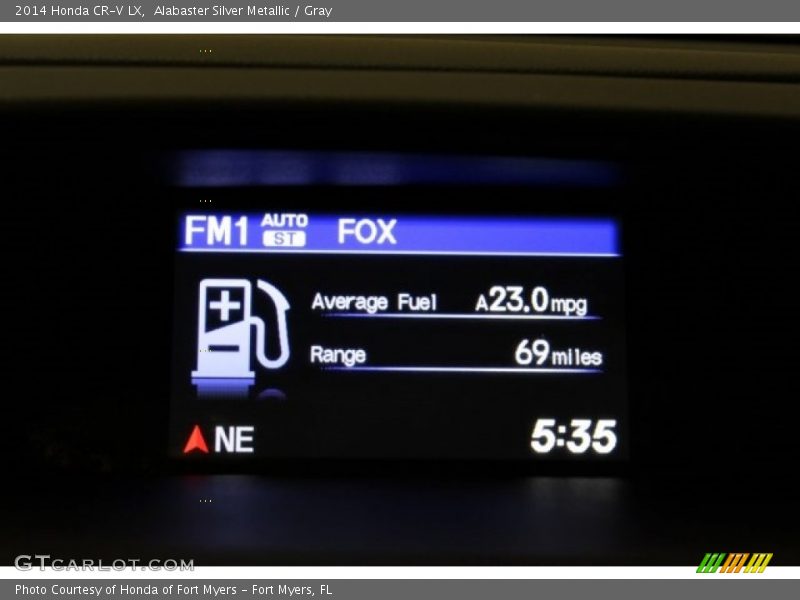 2014 Honda CR-V LX,  Alabaster Silver Metallic / Gray
FM1 AUTO ST FOX
Average Fuel A23.0mpg
Range 69miles
NE 5:35
GTCARLOT.COM
Photo Courtesy of Honda of Fort Myers - Fort Myers, FL